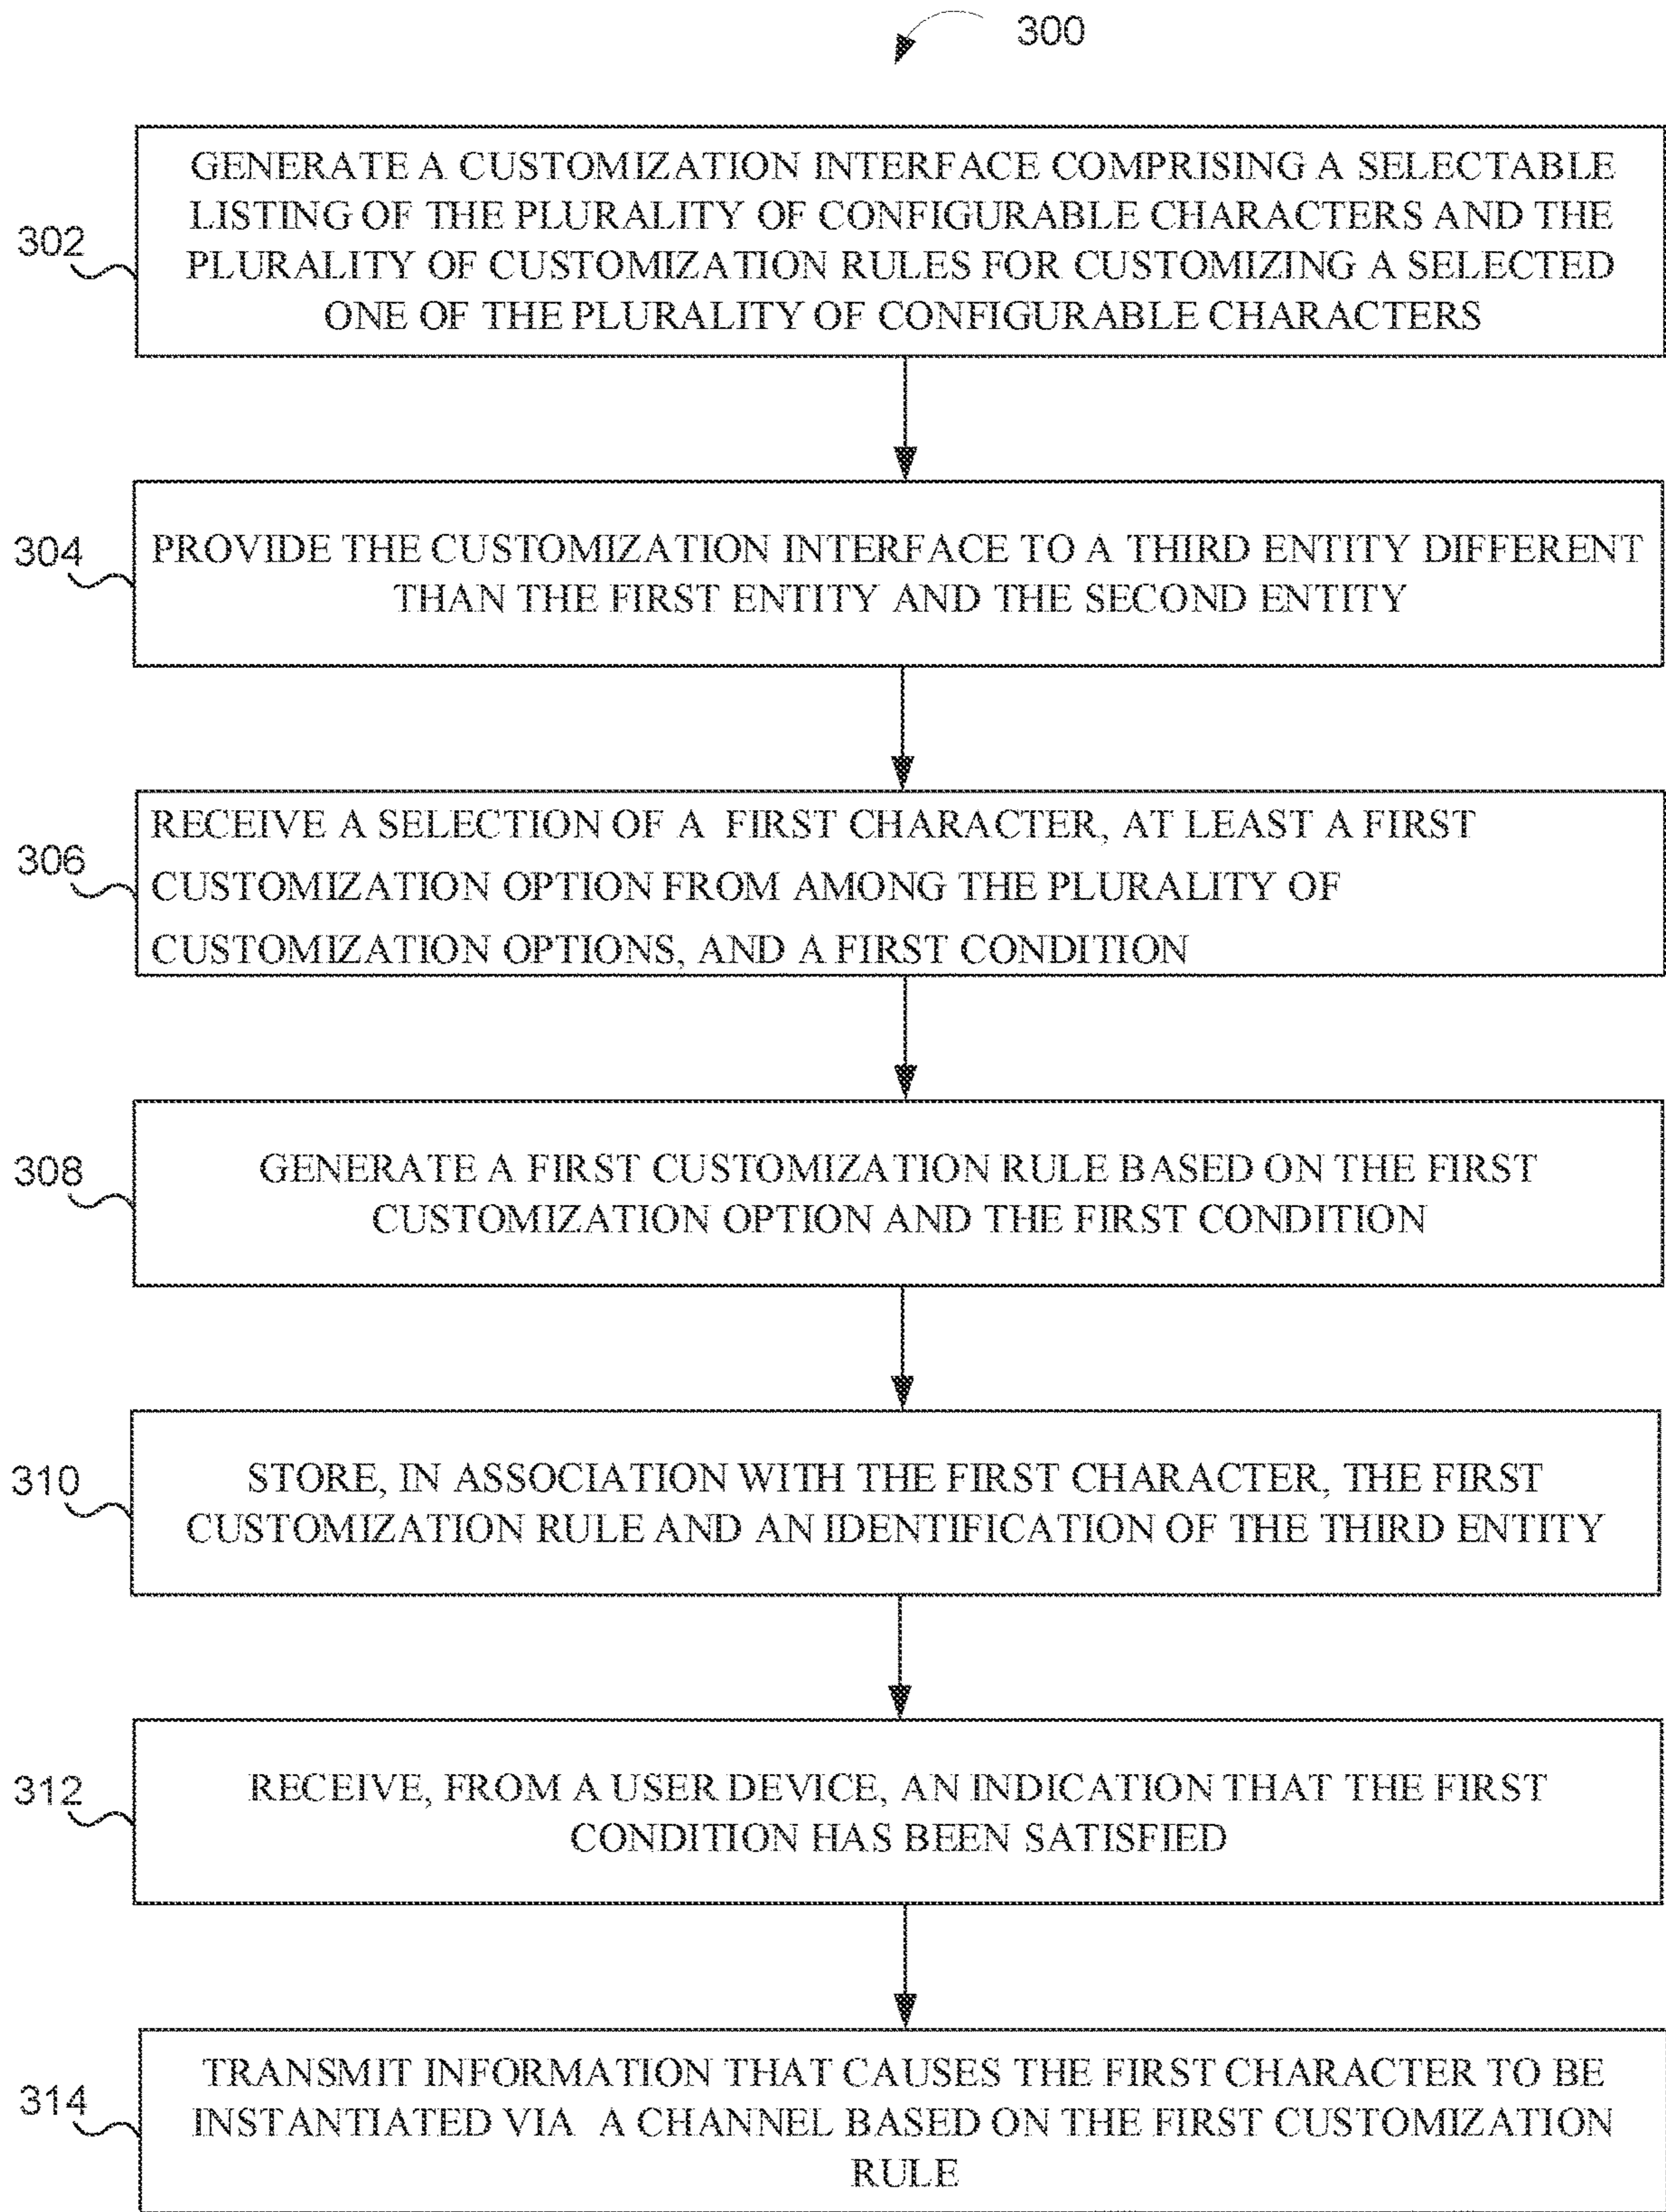 300
302
GENERATE A CUSTOMIZATION INTERFACE COMPRISING A SELECTABLE
LISTING OF THE PLURALITY OF CONFIGURABLE CHARACTERS AND THE
PLURALITY OF CUSTOMIZATION RULES FOR CUSTOMIZING A SELECTED
ONE OF THE PLURALITY OF CONFIGURABLE CHARACTERS
304
PROVIDE THE CUSTOMIZATION INTERFACE TO A THIRD ENTITY DIFFERENT
THAN THE FIRST ENTITY AND THE SECOND ENTITY
306
RECEIVE A SELECTION OF A FIRST CHARACTER, AT LEAST A FIRST
CUSTOMIZATION OPTION FROM AMONG THE PLURALITY OF
CUSTOMIZATION OPTIONS, AND A FIRST CONDITION
308
GENERATE A FIRST CUSTOMIZATION RULE BASED ON THE FIRST
CUSTOMIZATION OPTION AND THE FIRST CONDITION
310
STORE, IN ASSOCIATION WITH THE FIRST CHARACTER, THE FIRST
CUSTOMIZATION RULE AND AN IDENTIFICATION OF THE THIRD ENTITY
312
RECEIVE, FROM A USER DEVICE, AN INDICATION THAT THE FIRST
CONDITION HAS BEEN SATISFIED
314
TRANSMIT INFORMATION THAT CAUSES THE FIRST CHARACTER TO BE
INSTANTIATED VIA A CHANNEL BASED ON THE FIRST CUSTOMIZATION
RULE